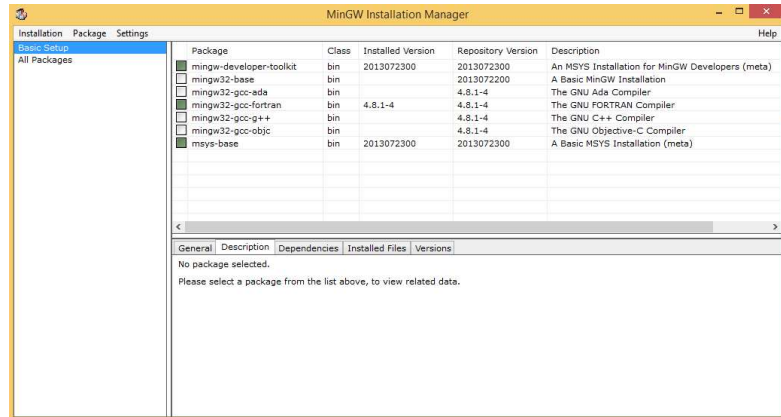 MinGW Installation Manager
Installation Package Settings Help
Basic Setup
All Packages
Package Class Installed Version Repository Version Description
mingw-developer-toolkit bin 2013072300 2013072300 An MSYS Installation for MinGW Developers (meta)
mingw32-base bin 2013072200 A Basic MinGW Installation
mingw32-gcc-ada bin 4.8.1-4 The GNU Ada Compiler
mingw32-gcc-fortran bin 4.8.1-4 4.8.1-4 The GNU FORTRAN Compiler
mingw32-gcc-g++ bin 4.8.1-4 The GNU C++ Compiler
mingw32-gcc-objc bin 4.8.1-4 The GNU Objective-C Compiler
msys-base bin 2013072300 2013072300 A Basic MSYS Installation (meta)
General Description Dependencies Installed Files Versions
No package selected.
Please select a package from the list above, to view related data.